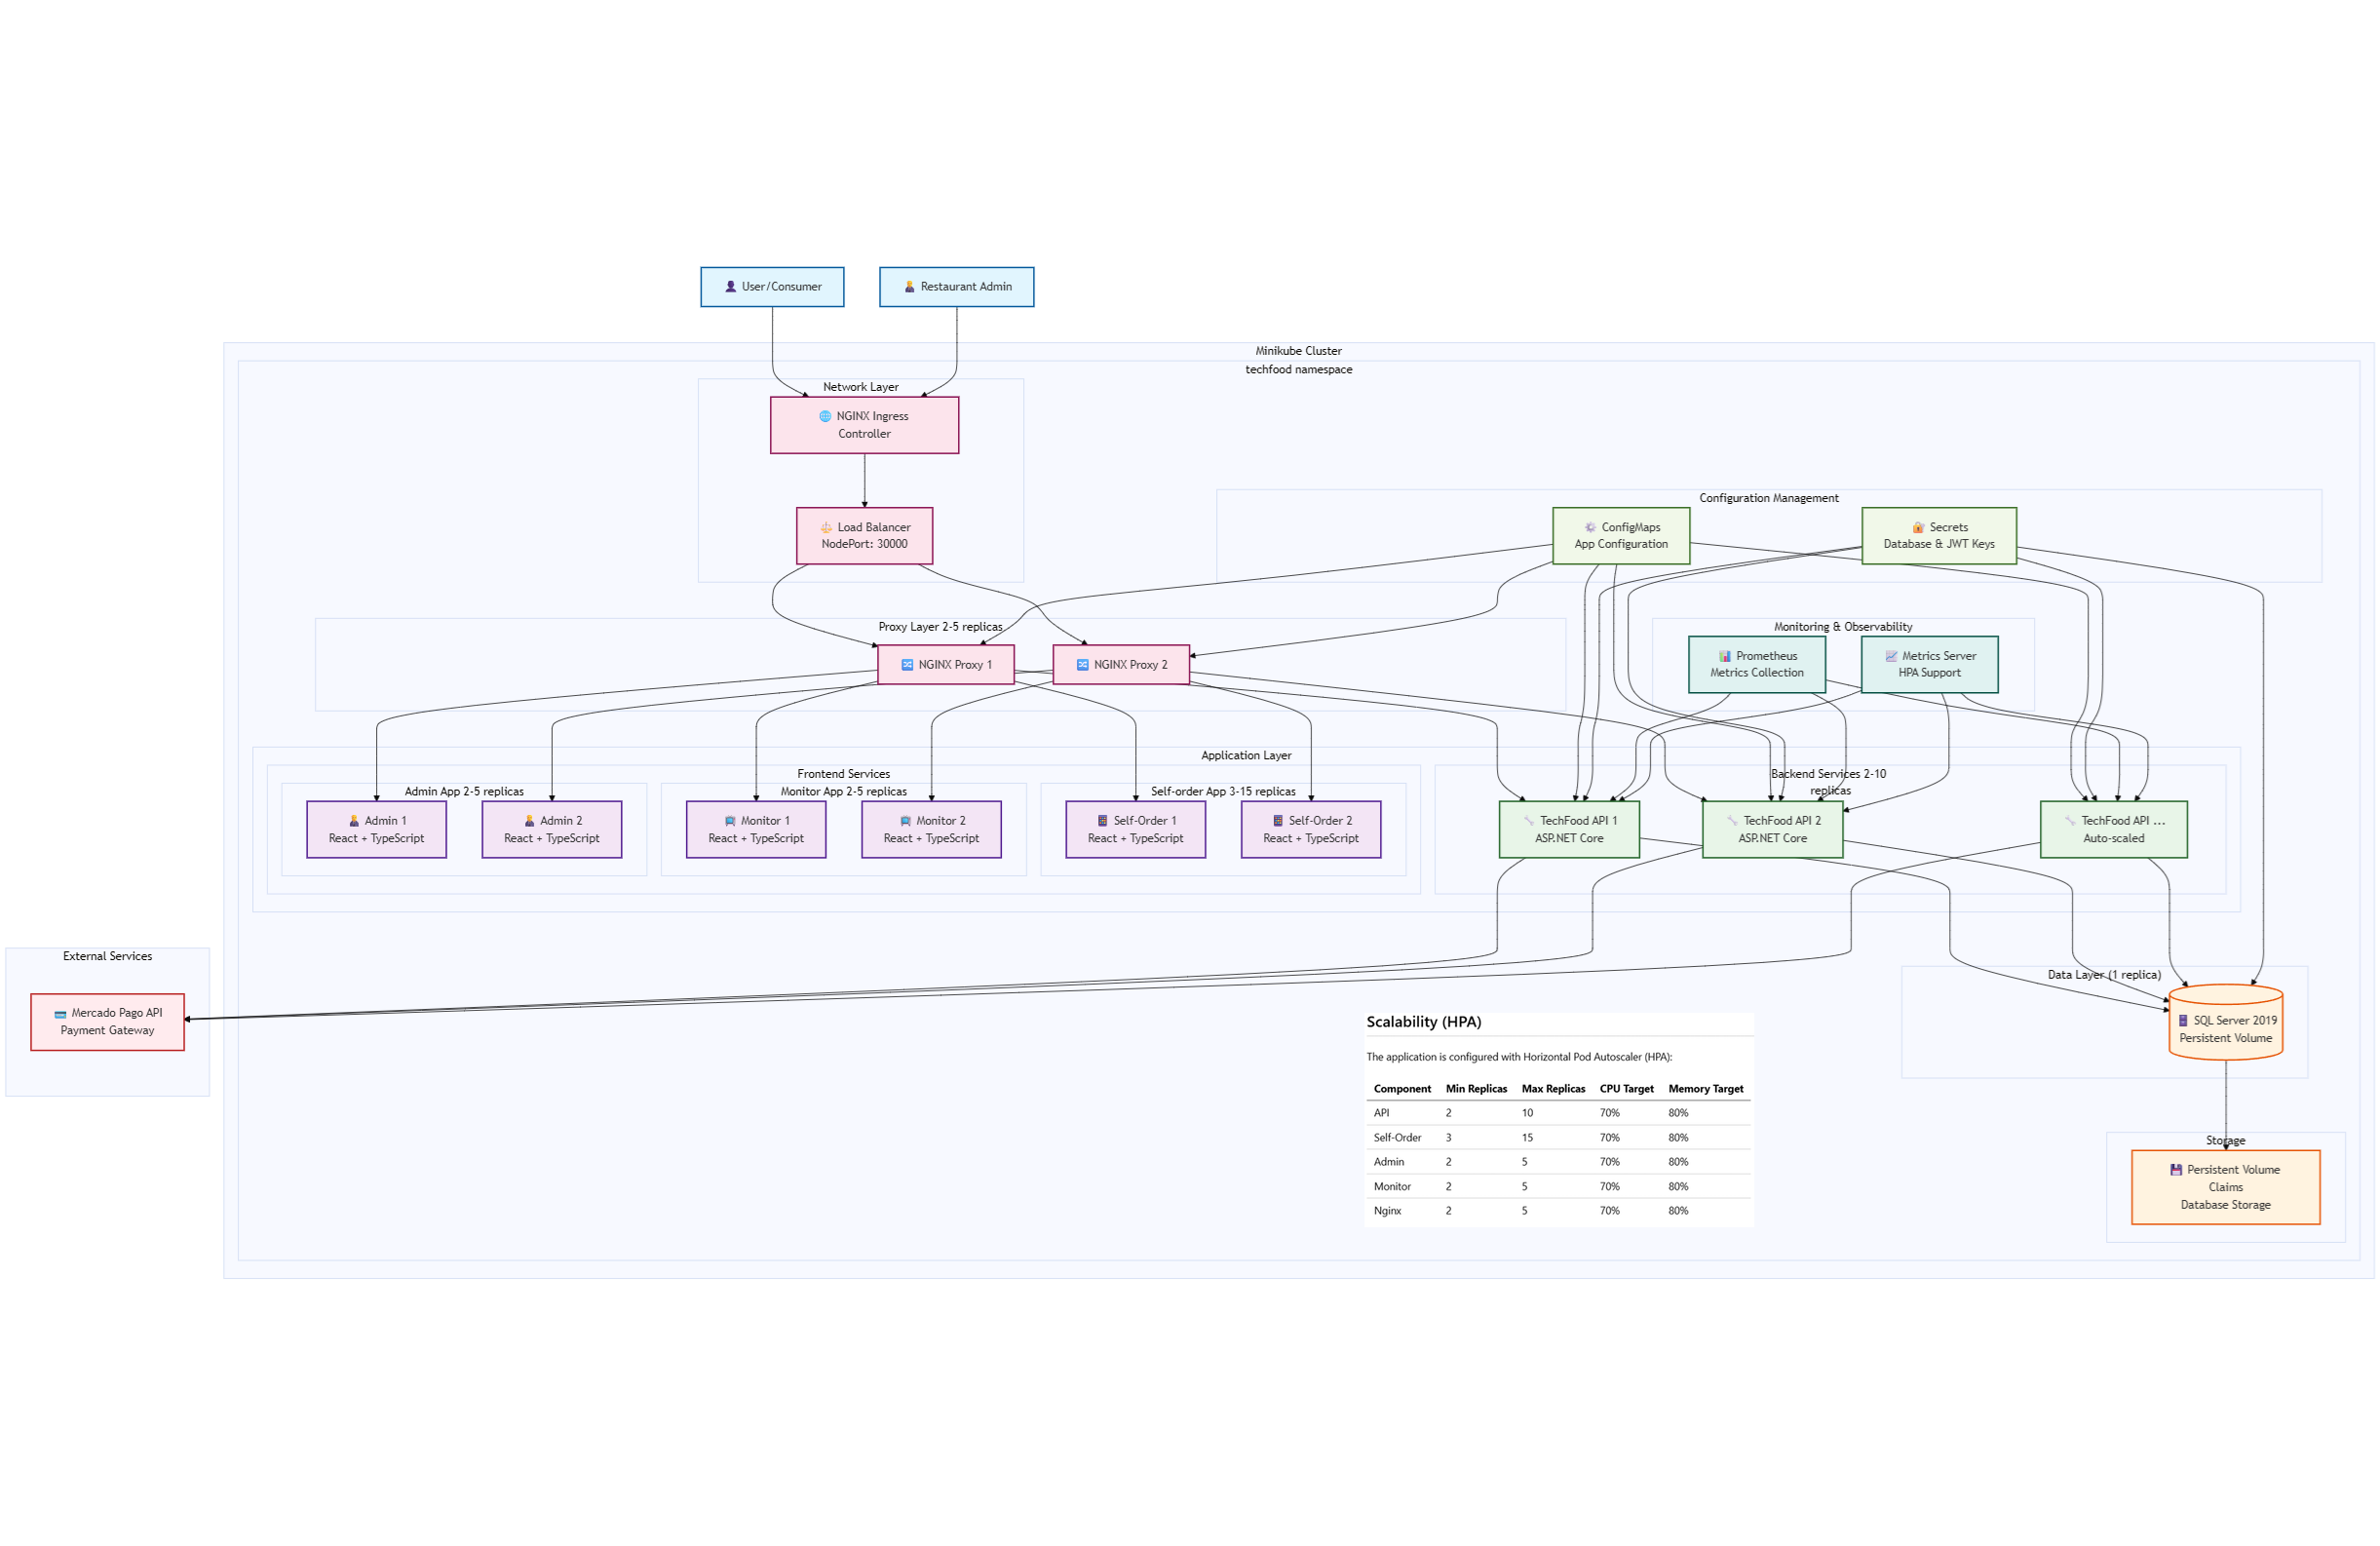 User/Consumer
Restaurant Admin
Minikube Cluster
techfood namespace
Network Layer
NGINX Ingress
Controller
Load Balancer
NodePort: 30000
Configuration Management
ConfigMaps
App Configuration
Secrets
Database & JWT Keys
Proxy Layer 2-5 replicas
NGINX Proxy 1
NGINX Proxy 2
Monitoring & Observability
Prometheus
Metrics Collection
Metrics Server
HPA Support
Application Layer
Frontend Services
Admin App 2-5 replicas
Admin 1
React + TypeScript
Admin 2
React + TypeScript
Monitor App 2-5 replicas
Monitor 1
React + TypeScript
Monitor 2
React + TypeScript
Self-order App 3-15 replicas
Self-Order 1
React + TypeScript
Self-Order 2
React + TypeScript
Backend Services 2-10
replicas
TechFood API 1
ASP.NET Core
TechFood API 2
ASP.NET Core
TechFood API ...
Auto-scaled
External Services
Mercado Pago API
Payment Gateway
Data Layer (1 replica)
SQL Server 2019
Persistent Volume
Storage
Persistent Volume
Claims
Database Storage
Scalability (HPA)
The application is configured with Horizontal Pod Autoscaler (HPA):
Component Min Replicas Max Replicas CPU Target Memory Target
API 2 10 70% 80%
Self-Order 3 15 70% 80%
Admin 2 5 70% 80%
Monitor 2 5 70% 80%
Nginx 2 5 70% 80%